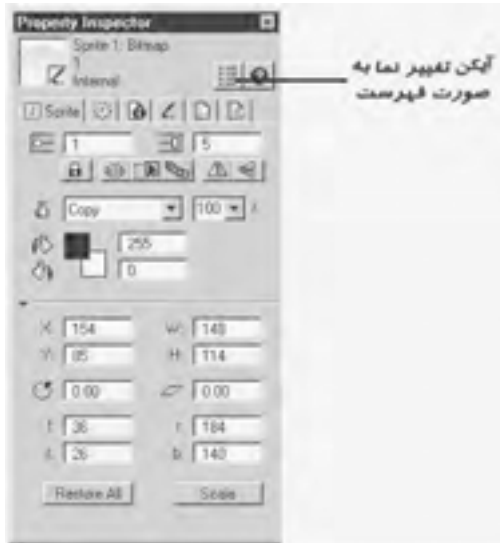 Property Inspector
Sprite 1: Bitmap
1
Internal
آیکن تغییر نما به
صورت فهرست
Sprite
1 5
Copy 100 %
255
0
X: 154 W: 148
Y: 85 H: 114
0.00 0.00
l: 36 r: 184
t: 26 b: 140
Restore All Scale